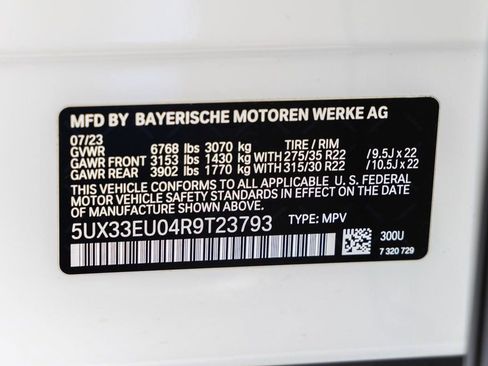 MFD BY BAYERISCHE MOTOREN WERKE AG
07/23
GVWR 6768 lbs 3070 kg TIRE / RIM
GAWR FRONT 3153 lbs 1430 kg WITH 275/35 R22 / 9.5J x 22
GAWR REAR 3902 lbs 1770 kg WITH 315/30 R22 / 10.5J x 22
THIS VEHICLE CONFORMS TO ALL APPLICABLE U. S. FEDERAL
MOTOR VEHICLE SAFETY STANDARDS IN EFFECT ON THE DATE OF
MANUFACTURE SHOWN ABOVE.
5UX33EU04R9T23793 TYPE: MPV
300U
7 320 729